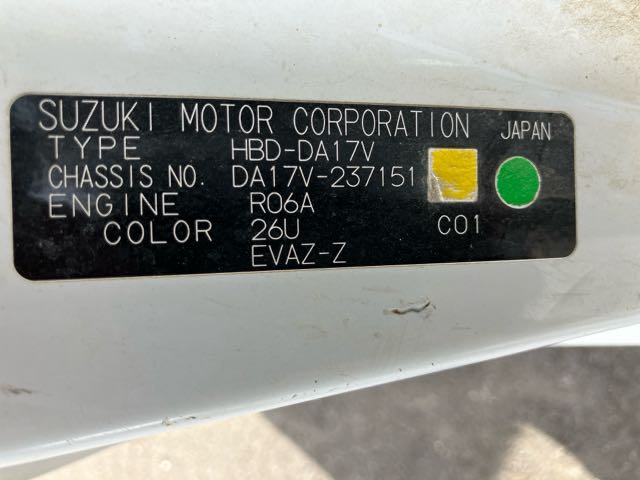 SUZUKI MOTOR CORPORATION JAPAN
TYPE HBD-DA17V
CHASSIS NO. DA17V-237151
ENGINE R06A
COLOR 26U C01
EVAZ-Z